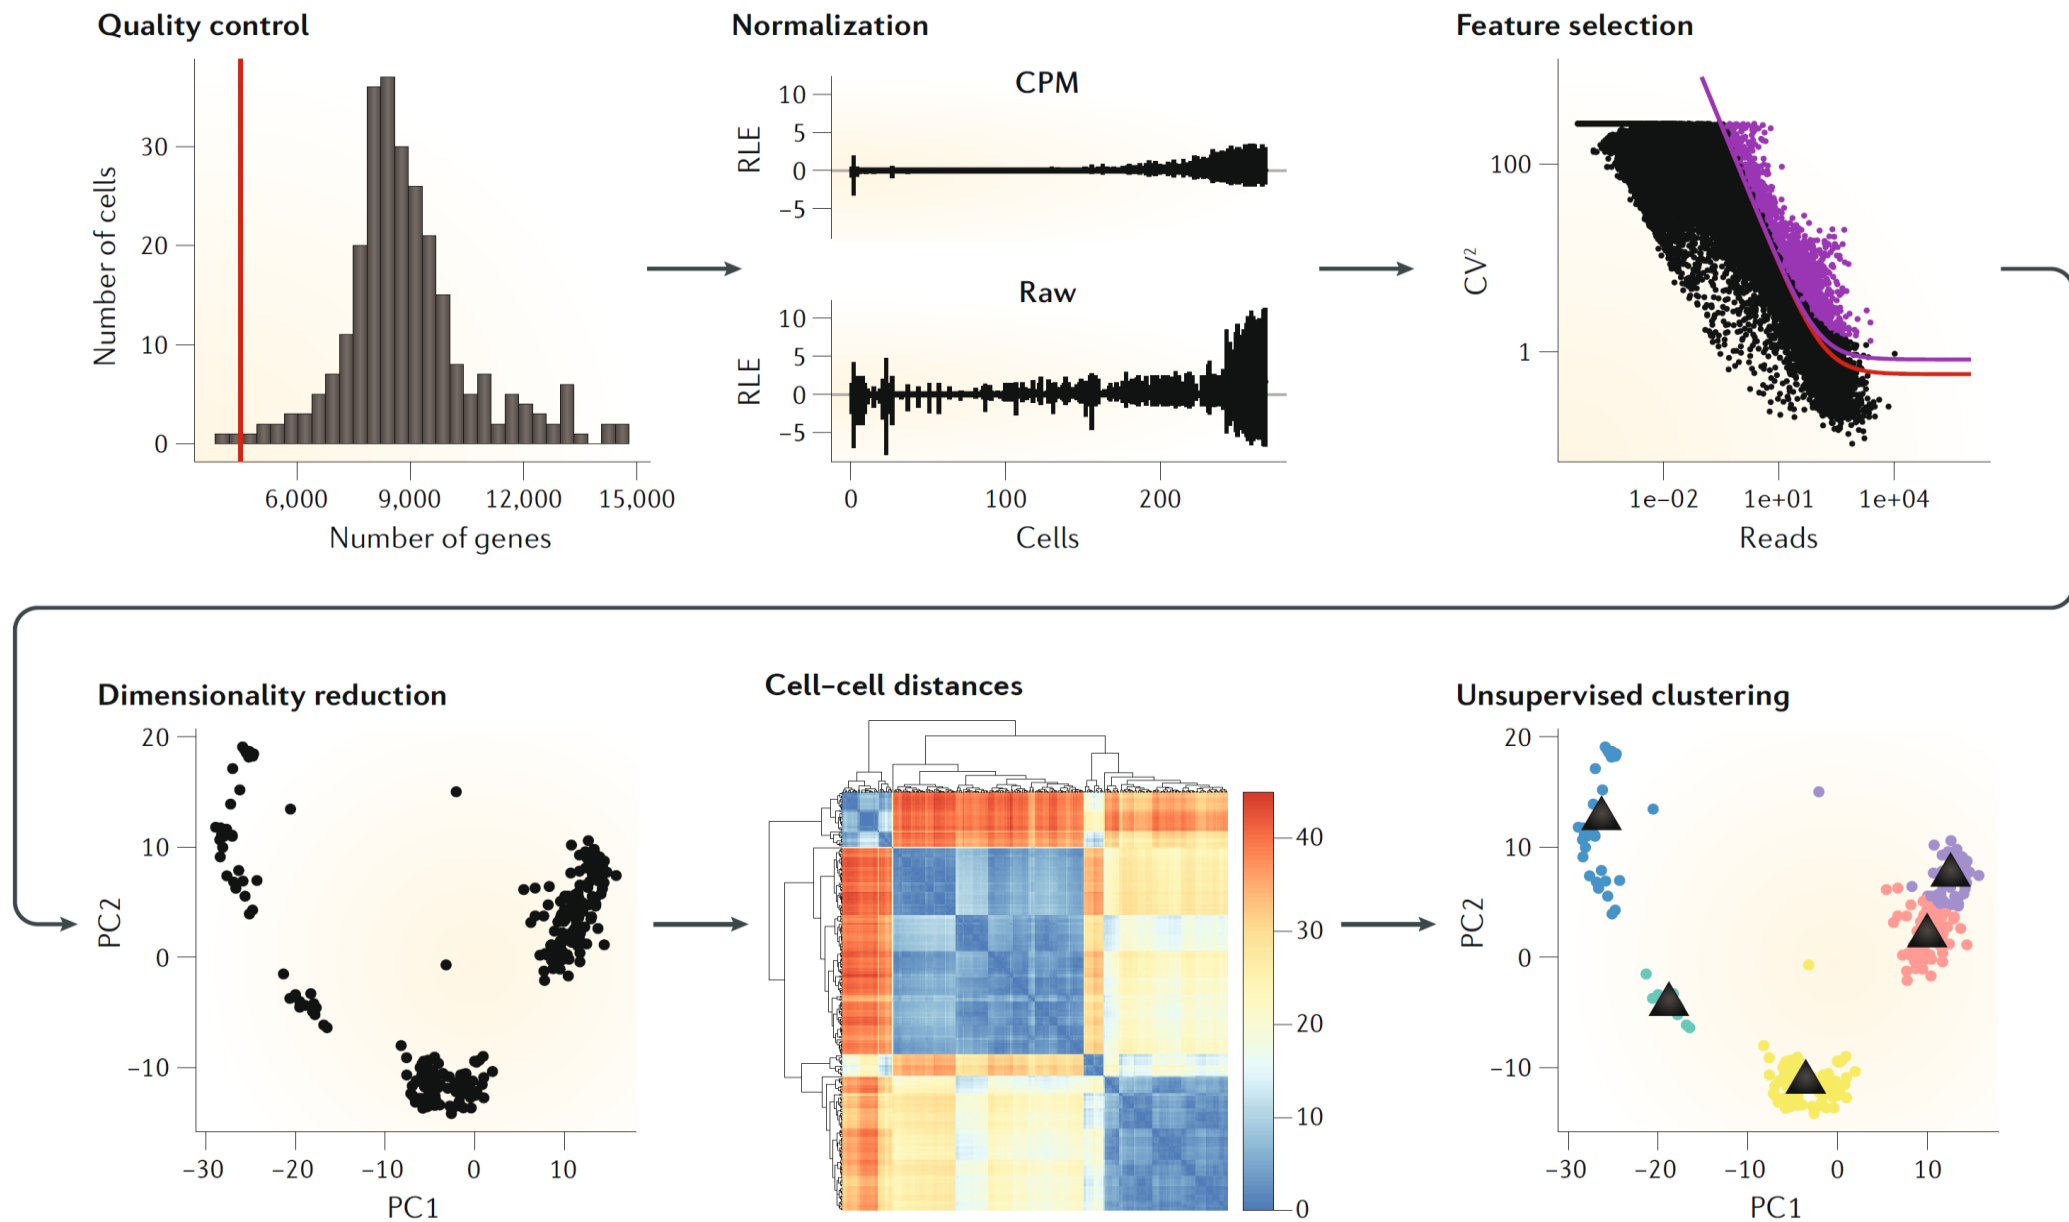 Quality control
Number of cells
30
20
10
0
6,000 9,000 12,000 15,000
Number of genes
Normalization
CPM
RLE
10
5
0
−5
Raw
RLE
10
5
0
−5
0 100 200
Cells
Feature selection
CV²
100
1
1e−02 1e+01 1e+04
Reads
Dimensionality reduction
PC2
20
10
0
−10
−30 −20 −10 0 10
PC1
Cell–cell distances
40
30
20
10
0
Unsupervised clustering
PC2
20
10
0
−10
−30 −20 −10 0 10
PC1